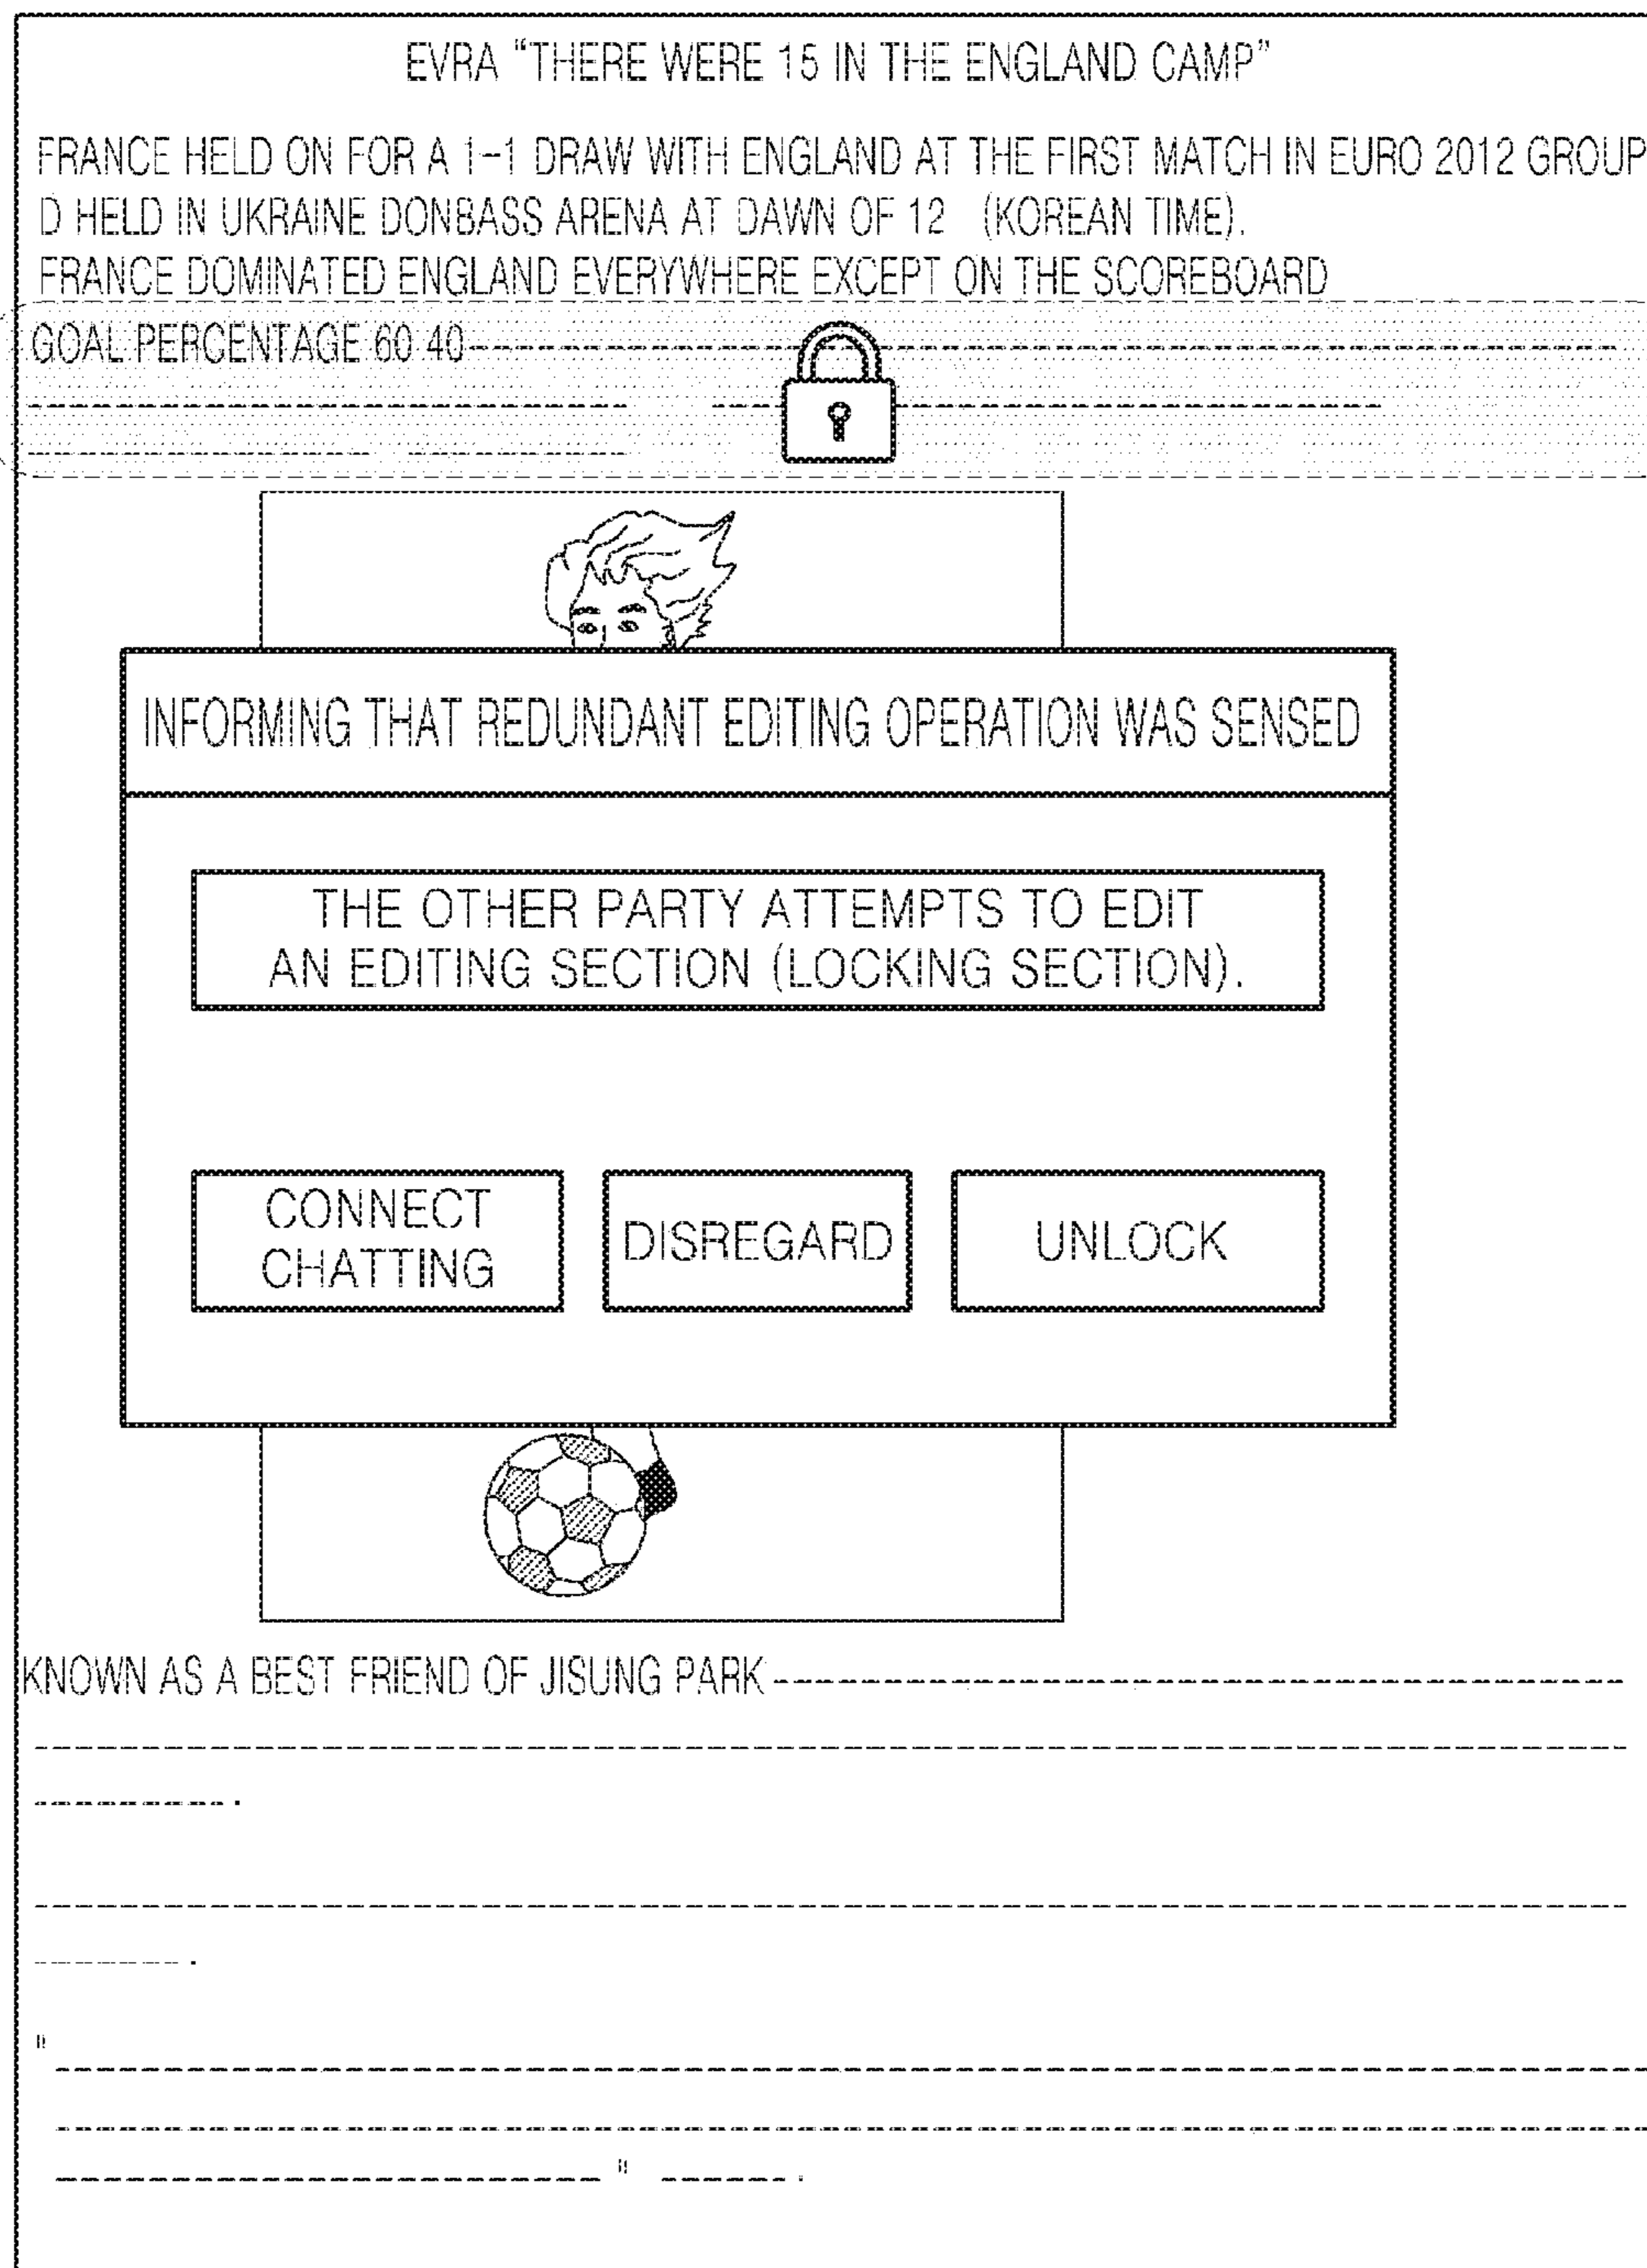 EVRA “THERE WERE 15 IN THE ENGLAND CAMP”
FRANCE HELD ON FOR A 1-1 DRAW WITH ENGLAND AT THE FIRST MATCH IN EURO 2012 GROUP
D HELD IN UKRAINE DONBASS ARENA AT DAWN OF 12 (KOREAN TIME).
FRANCE DOMINATED ENGLAND EVERYWHERE EXCEPT ON THE SCOREBOARD
GOAL PERCENTAGE 60 40
INFORMING THAT REDUNDANT EDITING OPERATION WAS SENSED
THE OTHER PARTY ATTEMPTS TO EDIT
AN EDITING SECTION (LOCKING SECTION).
CONNECT
CHATTING
DISREGARD
UNLOCK
KNOWN AS A BEST FRIEND OF JISUNG PARK